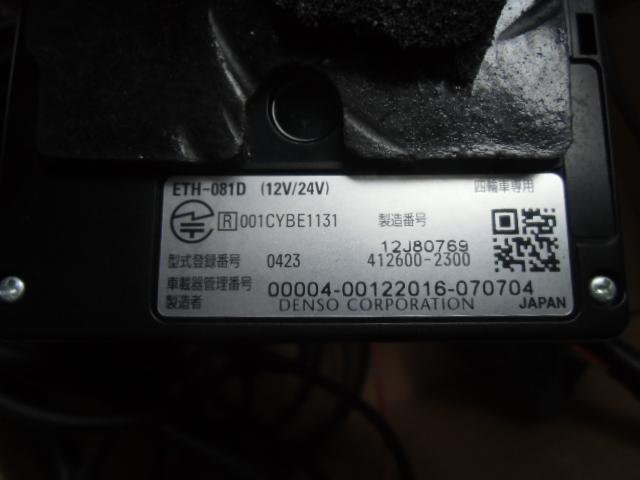 ETH-081D (12V/24V) 四輪車専用
R 001CYBE1131 製造番号
12J80769
型式登録番号 0423 412600-2300
車載器管理番号 00004-00122016-070704
製造者 DENSO CORPORATION JAPAN